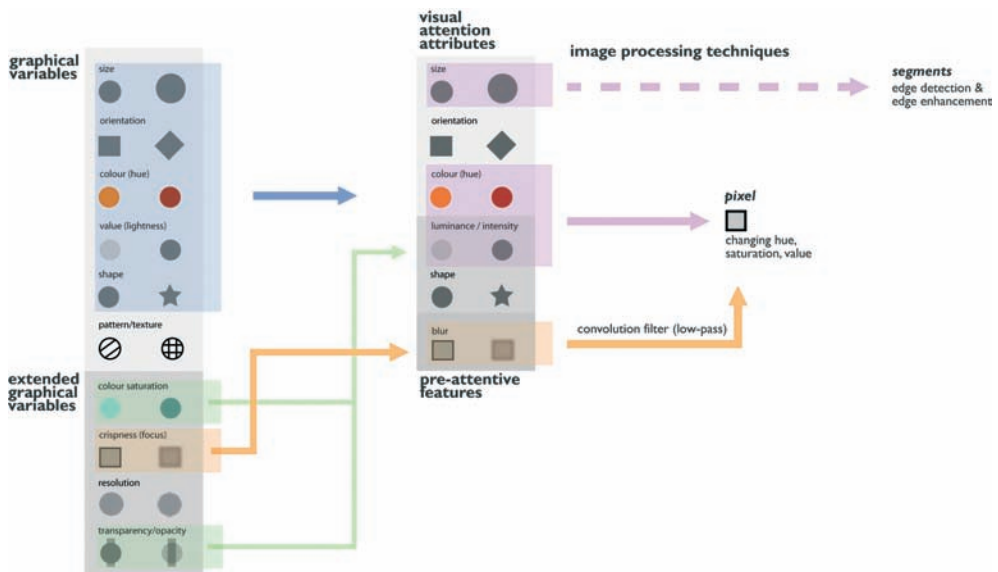 graphical
variables
size
orientation
colour (hue)
value (lightness)
shape
pattern/texture
extended
graphical
variables
colour saturation
crispness (focus)
resolution
transparency/opacity
visual
attention
attributes
size
orientation
colour (hue)
luminance / intensity
shape
blur
pre-attentive
features
image processing techniques
segments
edge detection &
edge enhancement
pixel
changing hue,
saturation, value
convolution filter (low-pass)